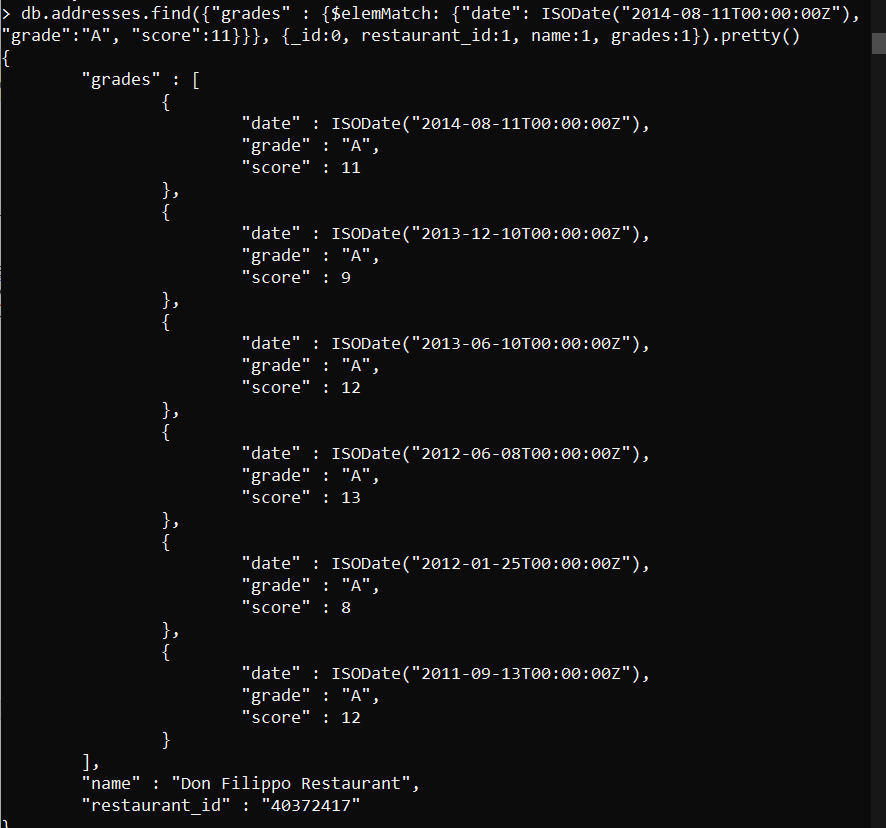 > db.addresses.find({"grades" : {$elemMatch: {"date": ISODate("2014-08-11T00:00:00Z"),
"grade":"A", "score":11}}}, {_id:0, restaurant_id:1, name:1, grades:1}).pretty()
{
        "grades" : [
                {
                        "date" : ISODate("2014-08-11T00:00:00Z"),
                        "grade" : "A",
                        "score" : 11
                },
                {
                        "date" : ISODate("2013-12-10T00:00:00Z"),
                        "grade" : "A",
                        "score" : 9
                },
                {
                        "date" : ISODate("2013-06-10T00:00:00Z"),
                        "grade" : "A",
                        "score" : 12
                },
                {
                        "date" : ISODate("2012-06-08T00:00:00Z"),
                        "grade" : "A",
                        "score" : 13
                },
                {
                        "date" : ISODate("2012-01-25T00:00:00Z"),
                        "grade" : "A",
                        "score" : 8
                },
                {
                        "date" : ISODate("2011-09-13T00:00:00Z"),
                        "grade" : "A",
                        "score" : 12
                }
        ],
        "name" : "Don Filippo Restaurant",
        "restaurant_id" : "40372417"
}